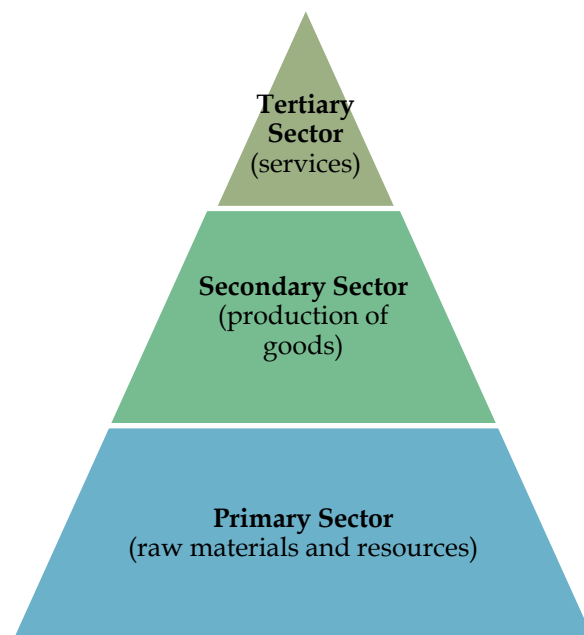 Tertiary
Sector
(services)
Secondary Sector
(production of
goods)
Primary Sector
(raw materials and resources)